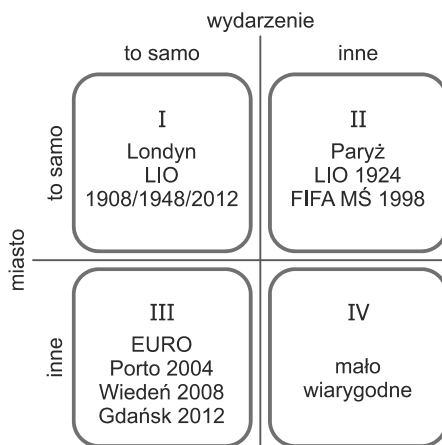 wydarzenie
to samo
inne
miasto
to samo
inne
I
Londyn
LIO
1908/1948/2012
II
Paryż
LIO 1924
FIFA MŚ 1998
III
EURO
Porto 2004
Wiedeń 2008
Gdańsk 2012
IV
mało
wiarygodne